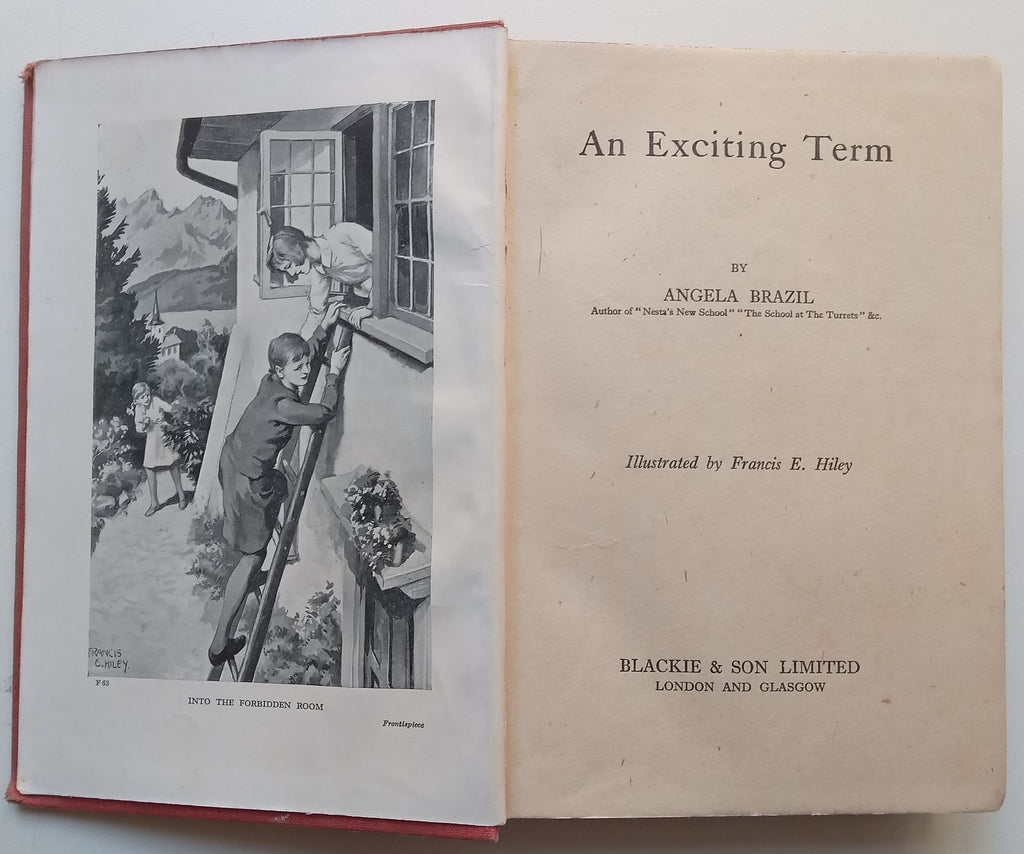 FRANCIS
E. HILEY.
F 63
INTO THE FORBIDDEN ROOM
Frontispiece
An Exciting Term
BY
ANGELA BRAZIL
Author of "Nesta's New School" "The School at The Turrets" &c.
Illustrated by Francis E. Hiley
BLACKIE & SON LIMITED
LONDON AND GLASGOW